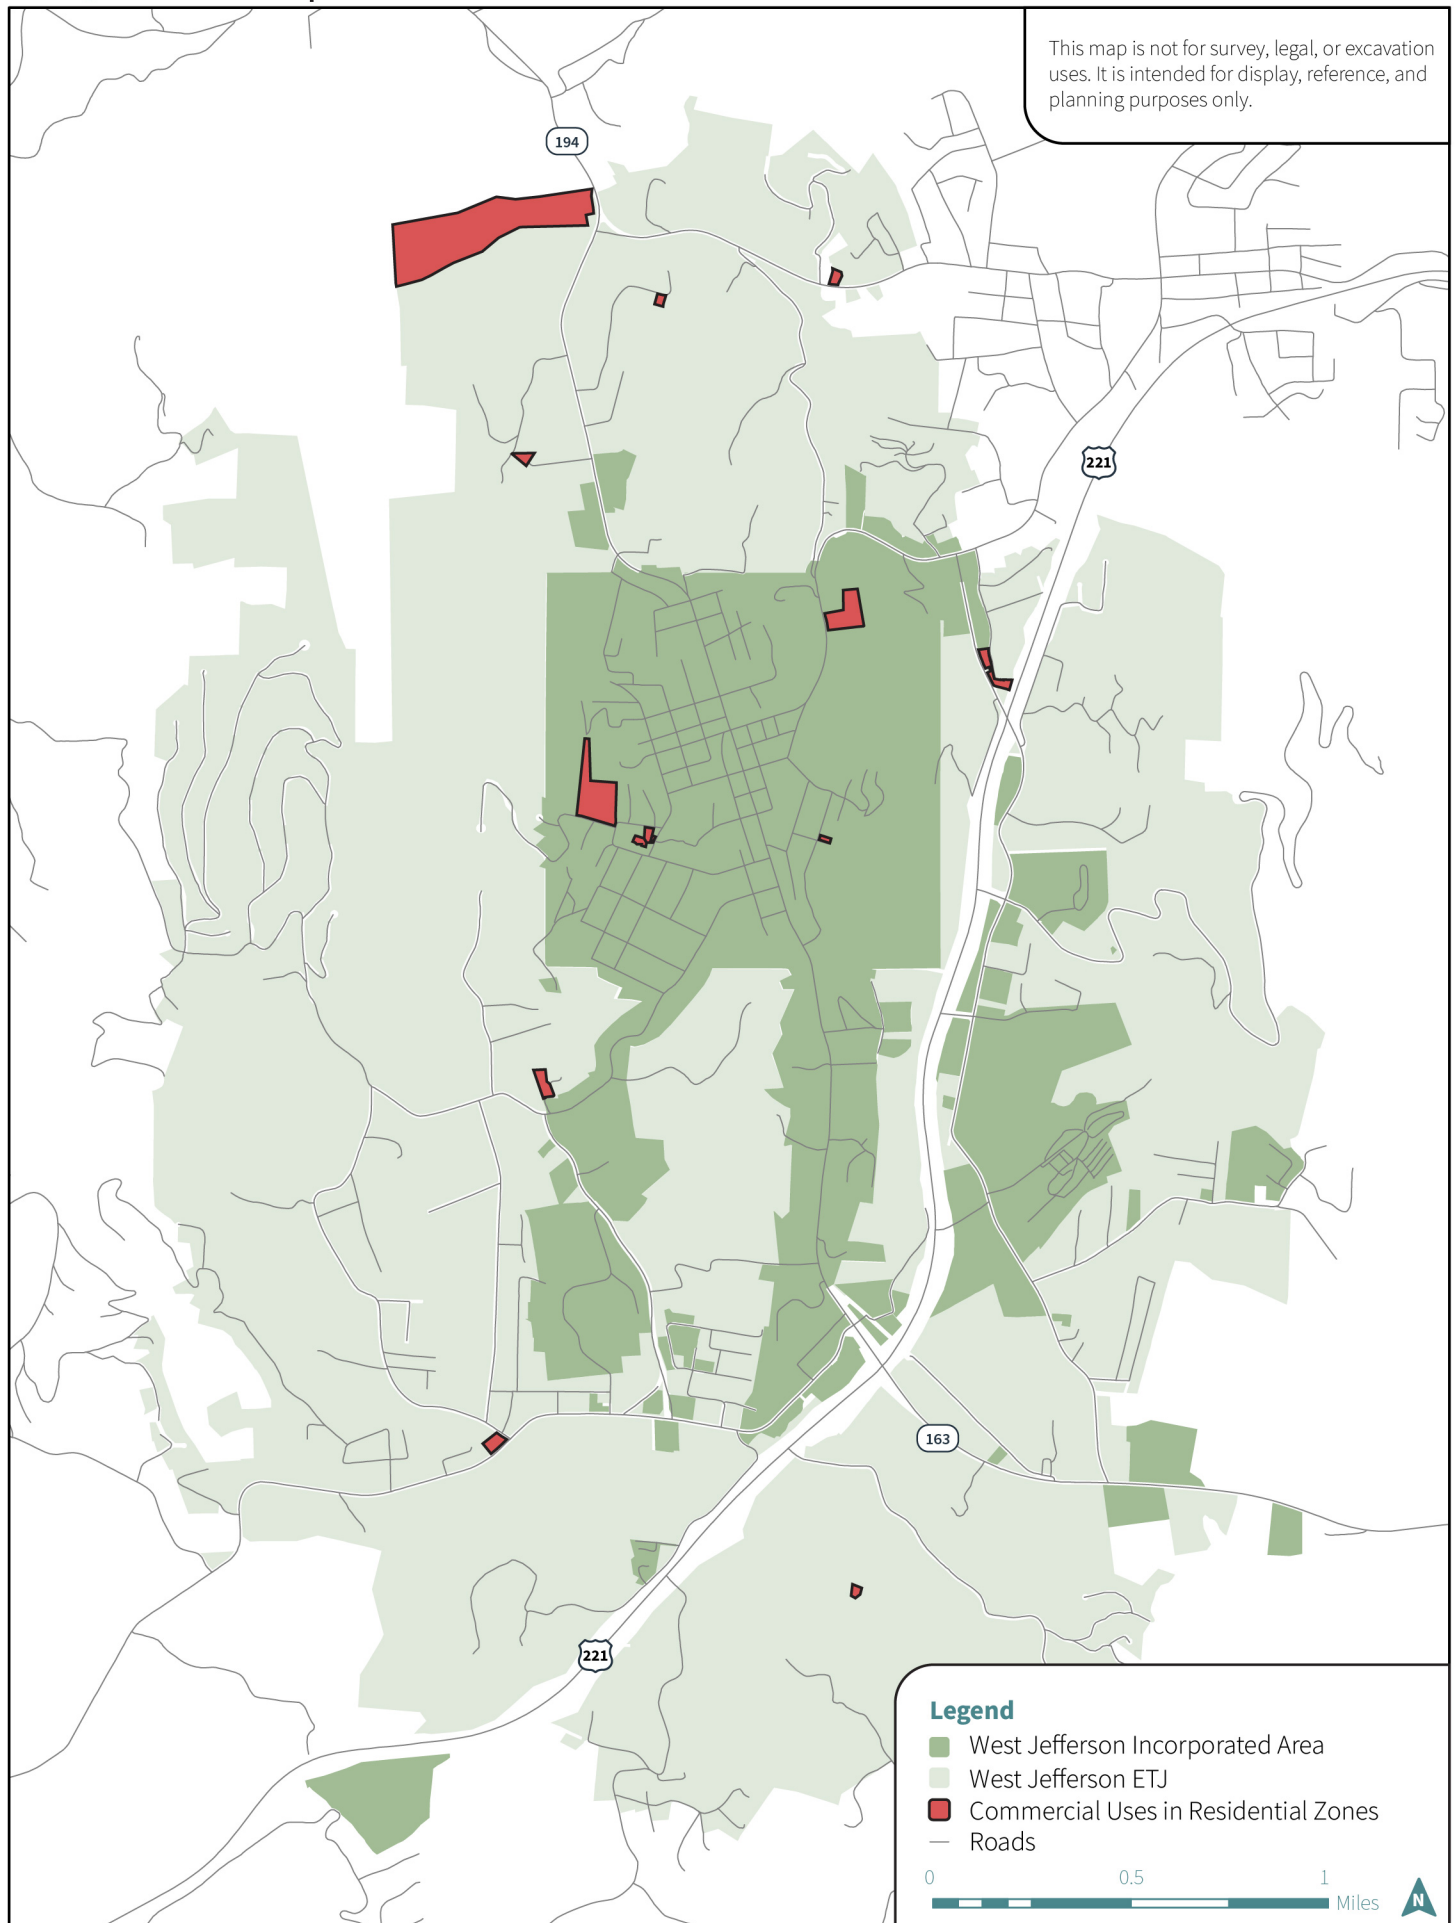 This map is not for survey, legal, or excavation
uses. It is intended for display, reference, and
planning purposes only.
194
221
163
221
Legend
West Jefferson Incorporated Area
West Jefferson ETJ
Commercial Uses in Residential Zones
Roads
0 0.5 1
Miles
N